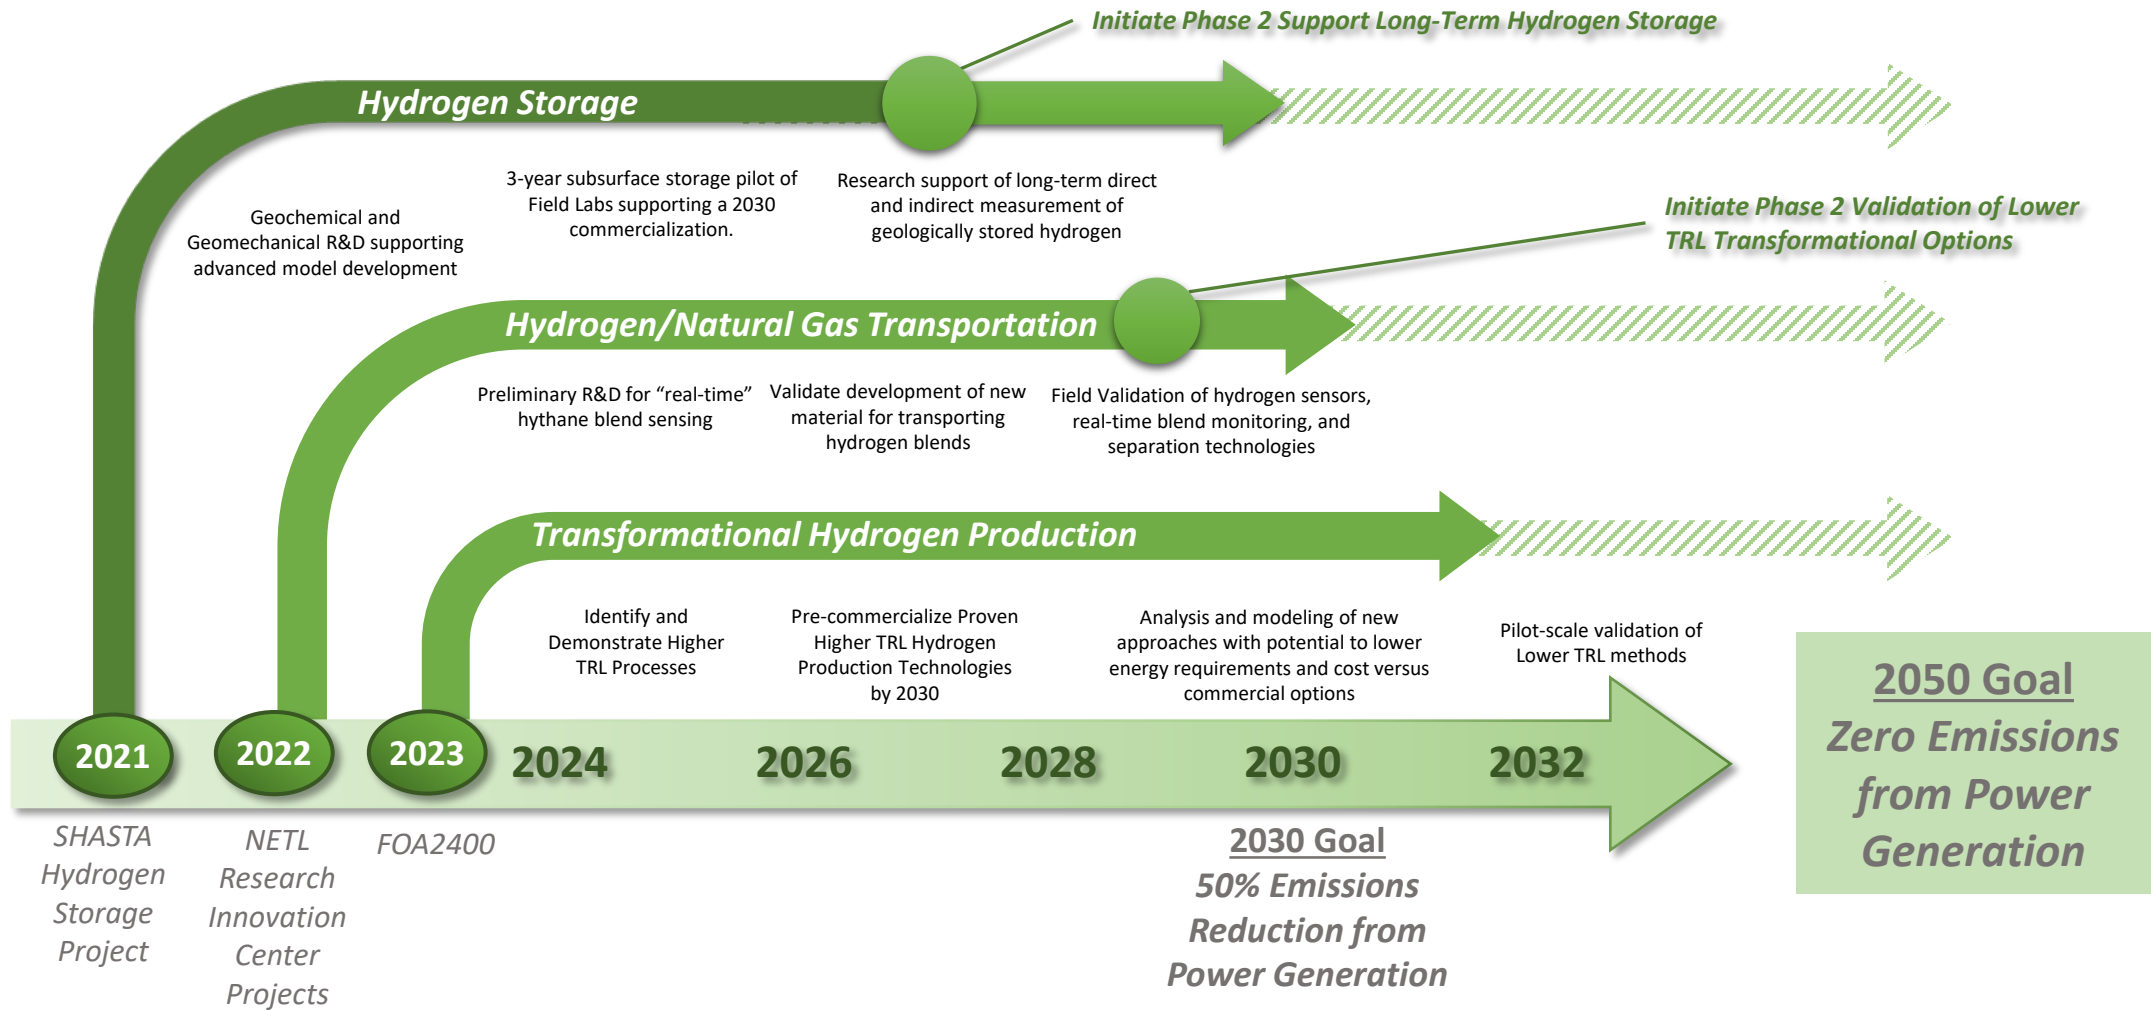 Initiate Phase 2 Support Long-Term Hydrogen Storage
Hydrogen Storage
Geochemical and
Geomechanical R&D supporting
advanced model development
3-year subsurface storage pilot of
Field Labs supporting a 2030
commercialization.
Research support of long-term direct
and indirect measurement of
geologically stored hydrogen
Initiate Phase 2 Validation of Lower
TRL Transformational Options
Hydrogen/Natural Gas Transportation
Preliminary R&D for “real-time”
hythane blend sensing
Validate development of new
material for transporting
hydrogen blends
Field Validation of hydrogen sensors,
real-time blend monitoring, and
separation technologies
Transformational Hydrogen Production
Identify and
Demonstrate Higher
TRL Processes
Pre-commercialize Proven
Higher TRL Hydrogen
Production Technologies
by 2030
Analysis and modeling of new
approaches with potential to lower
energy requirements and cost versus
commercial options
Pilot-scale validation of
Lower TRL methods
2021
2022
2023
2024
2026
2028
2030
2032
SHASTA
Hydrogen
Storage
Project
NETL
Research
Innovation
Center
Projects
FOA2400
2030 Goal
50% Emissions
Reduction from
Power Generation
2050 Goal
Zero Emissions
from Power
Generation